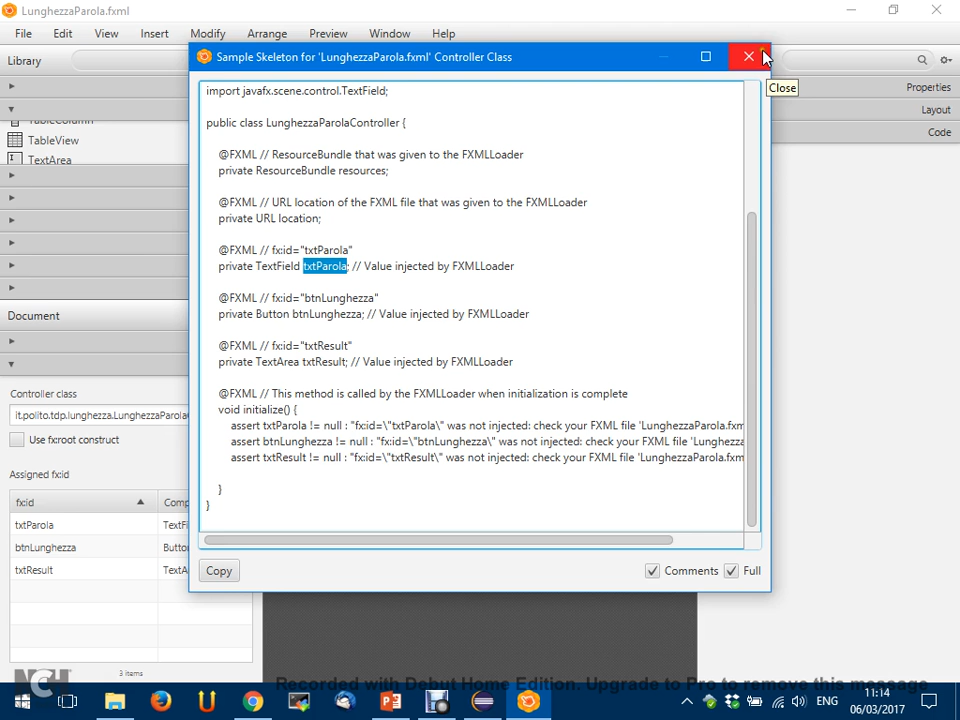 LunghezzaParola.fxml
File Edit View Insert Arrange Modify Arrange Preview Window Help
Library
Sample Skeleton for 'LunghezzaParola.fxml' Controller Class
Close
Properties
Layout
Code
TableColumn
TableView
TextArea
import javafx.scene.control.TextField;
public class LunghezzaParolaController {
@FXML // ResourceBundle that was given to the FXMLLoader
private ResourceBundle resources;
@FXML // URL location of the FXML file that was given to the FXMLLoader
private URL location;
@FXML // fx:id="txtParola"
private TextField txtParola; // Value injected by FXMLLoader
@FXML // fx:id="btnLunghezza"
private Button btnLunghezza; // Value injected by FXMLLoader
@FXML // fx:id="txtResult"
private TextArea txtResult; // Value injected by FXMLLoader
@FXML // This method is called by the FXMLLoader when initialization is complete
void initialize() {
assert txtParola != null : "fx:id=\"txtParola\" was not injected: check your FXML file 'LunghezzaParola.fxm
assert btnLunghezza != null : "fx:id=\"btnLunghezza\" was not injected: check your FXML file 'Lunghezza
assert txtResult != null : "fx:id=\"txtResult\" was not injected: check your FXML file 'LunghezzaParola.fxm
}
}
Copy
Comments
Full
Document
Controller class
it.polito.tdp.lunghezza.LunghezzaParola
Use fx:root construct
Assigned fx:id
fx:id Comp
txtParola TextFi
btnLunghezza Button
txtResult TextA
3 items
NCH
Recorded with Debut Home Edition. Upgrade to Pro to remove this message
ENG
11:14
06/03/2017